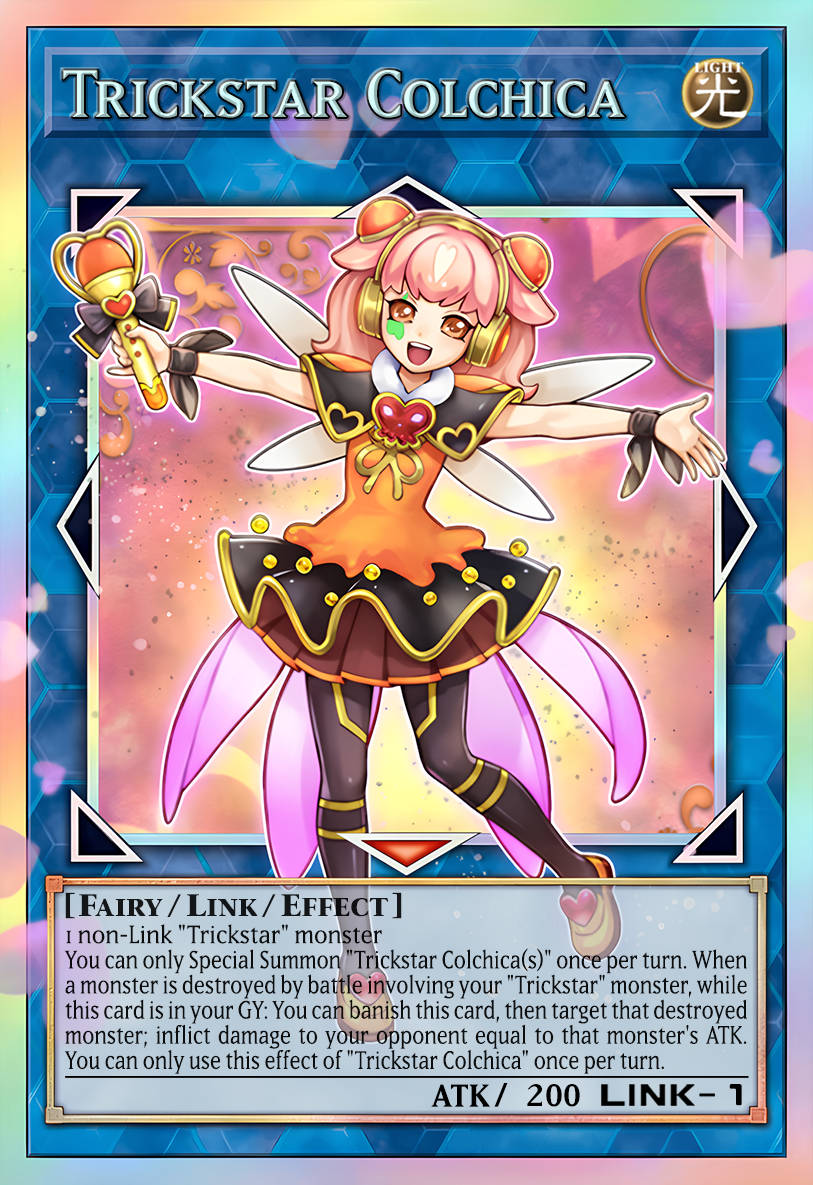 Trickstar Colchica
LIGHT
光
[Fairy/Link/Effect]
1 non-Link "Trickstar" monster
You can only Special Summon "Trickstar Colchica(s)" once per turn. When
a monster is destroyed by battle involving your "Trickstar" monster, while
this card is in your GY: You can banish this card, then target that destroyed
monster; inflict damage to your opponent equal to that monster's ATK.
You can only use this effect of "Trickstar Colchica" once per turn.
ATK/ 200 LINK-1